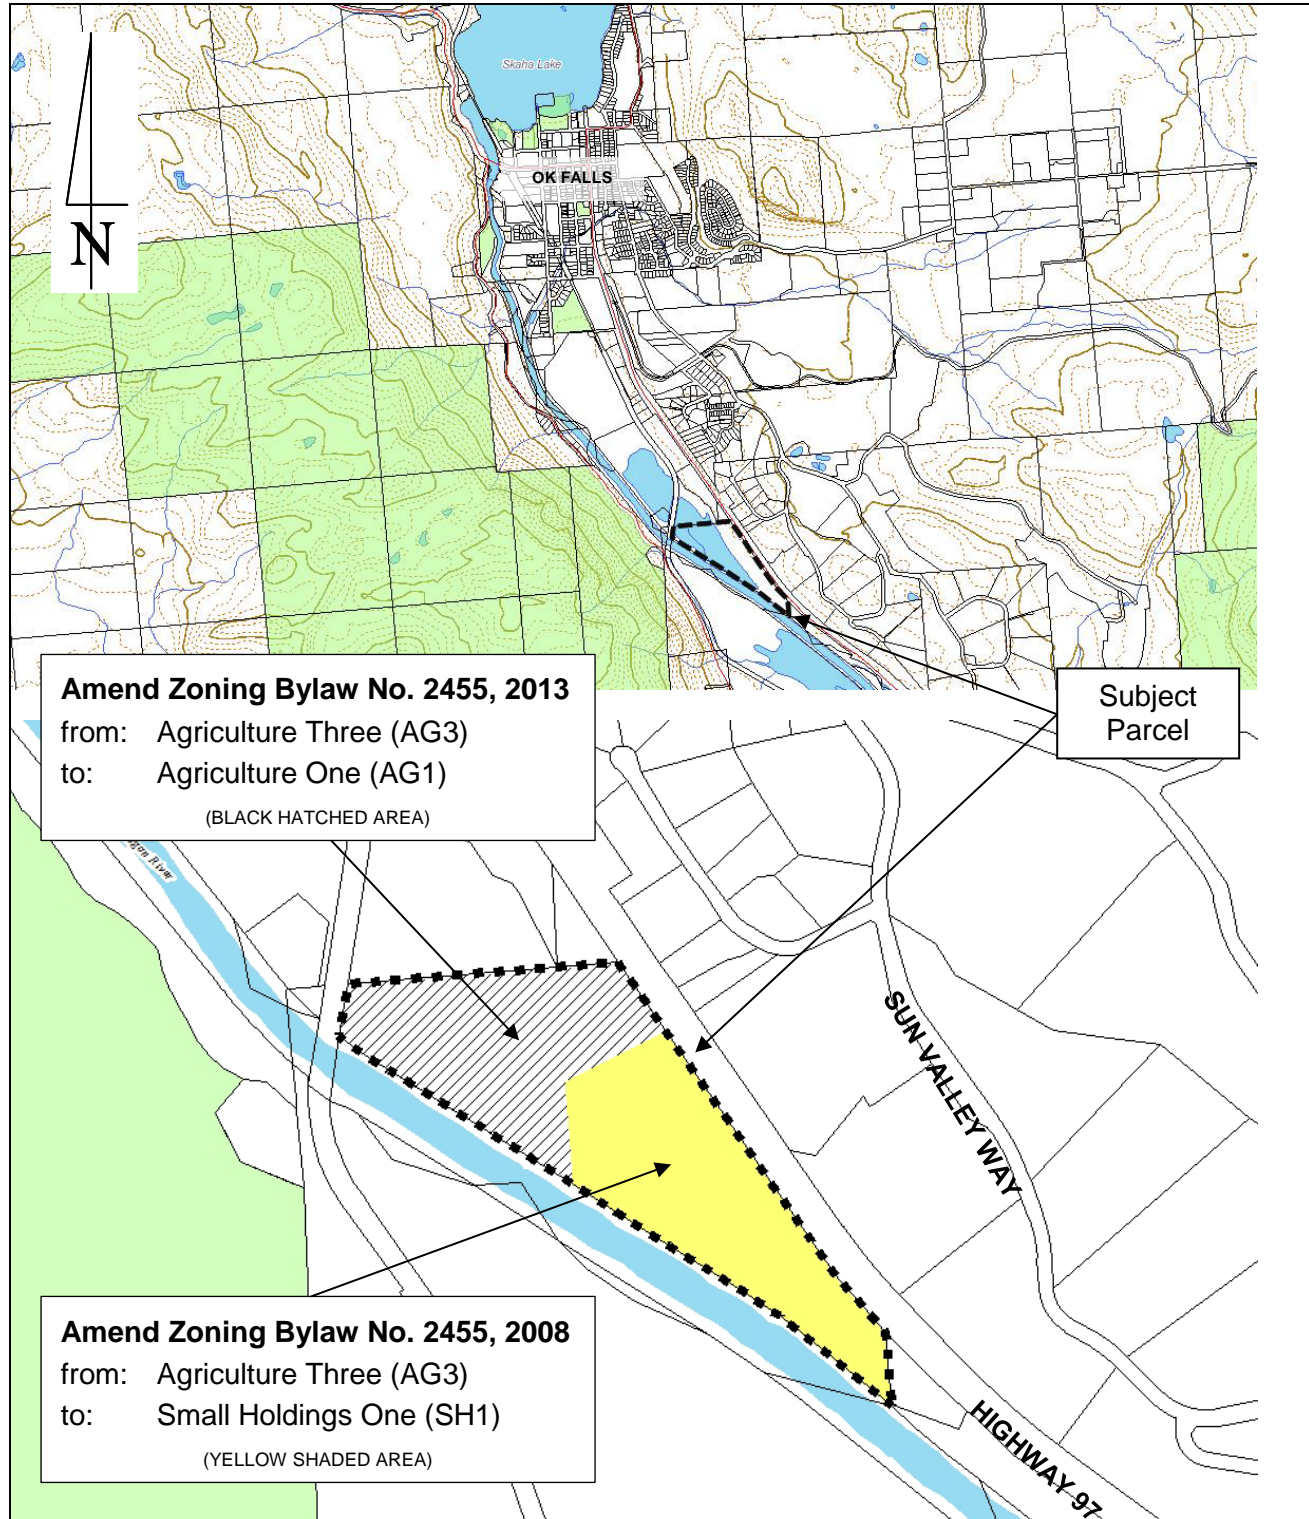 Skaha Lake
OK FALLS
N
Amend Zoning Bylaw No. 2455, 2013
from: Agriculture Three (AG3)
to: Agriculture One (AG1)
(BLACK HATCHED AREA)
Subject
Parcel
River
SUN VALLEY WAY
Amend Zoning Bylaw No. 2455, 2008
from: Agriculture Three (AG3)
to: Small Holdings One (SH1)
(YELLOW SHADED AREA)
HIGHWAY 97